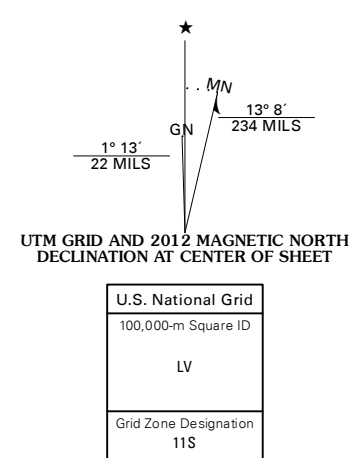 ★
MN
13° 8´
234 MILS
GN
1° 13´
22 MILS
UTM GRID AND 2012 MAGNETIC NORTH
DECLINATION AT CENTER OF SHEET
U.S. National Grid
100,000-m Square ID
LV
Grid Zone Designation
11S